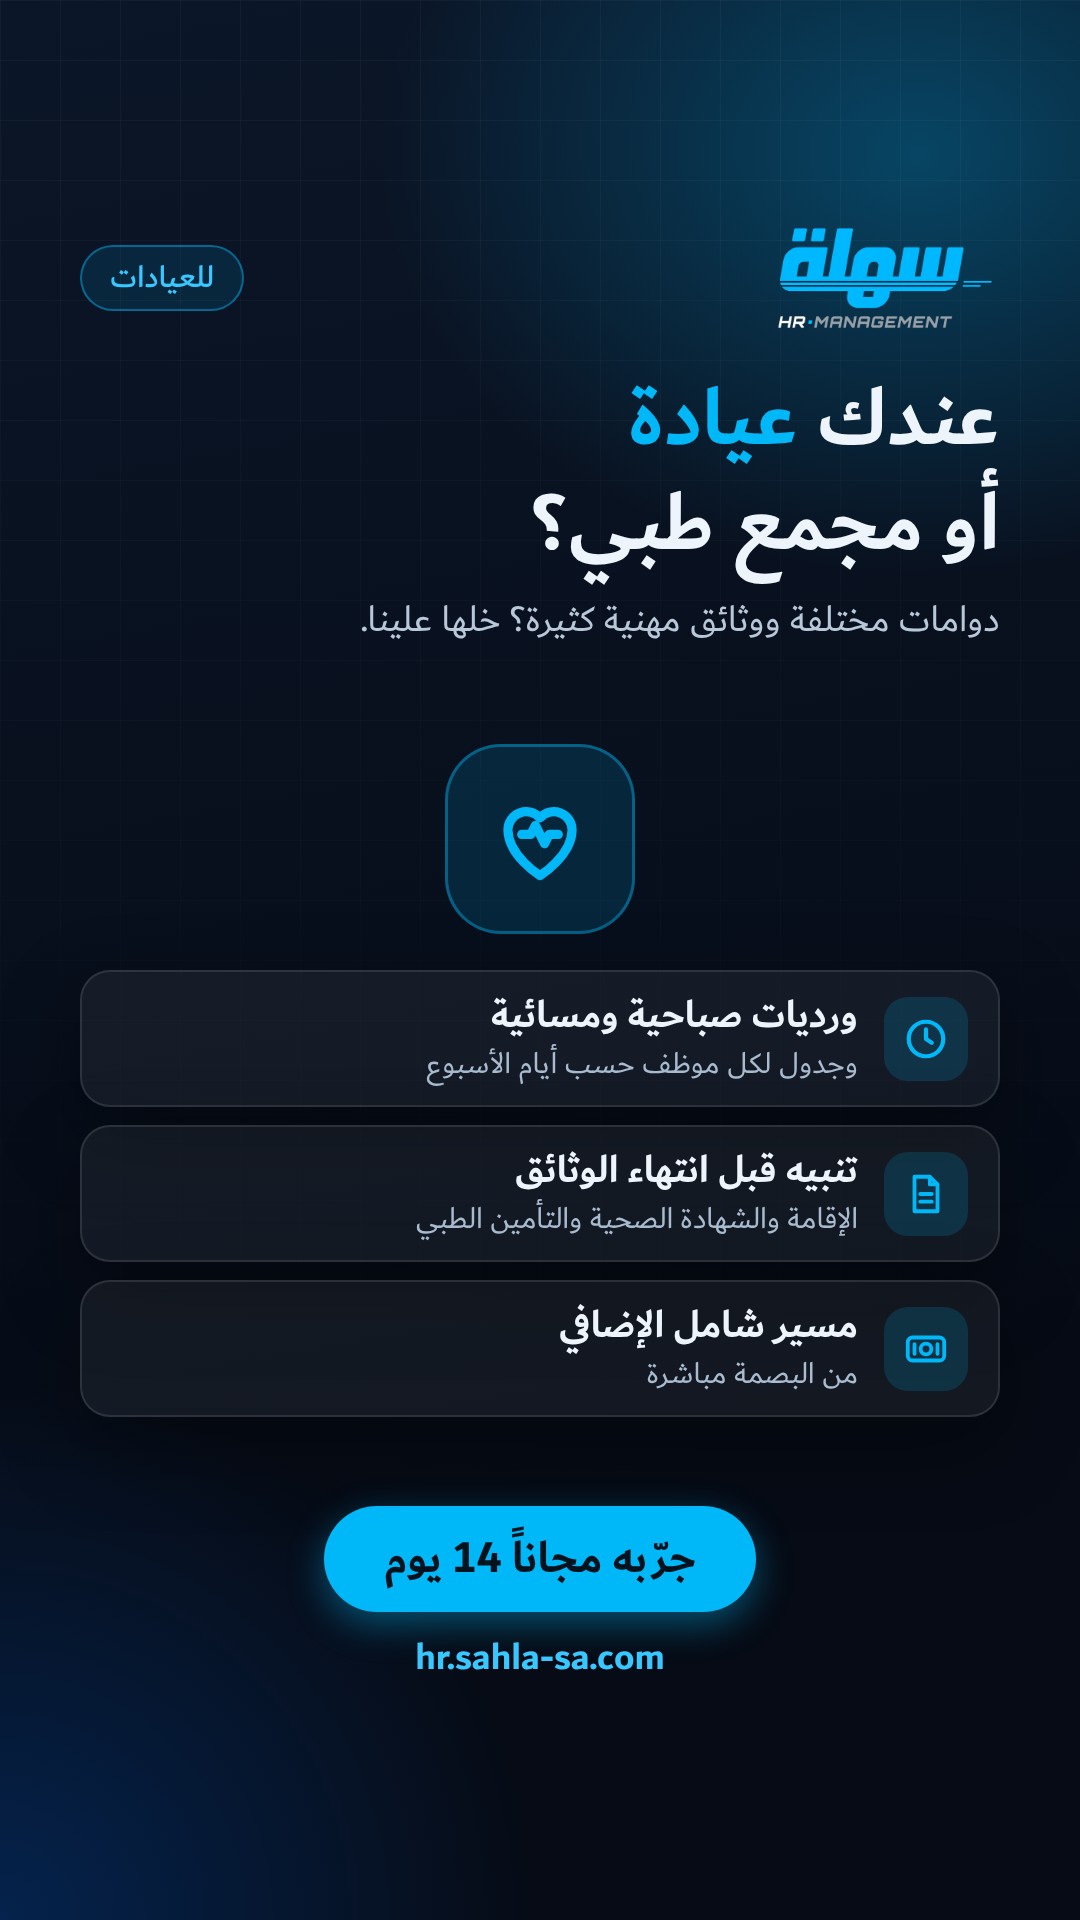 سهلة
HR·MANAGEMENT
للعيادات
عندك عيادة
أو مجمع طبي؟
دوامات مختلفة ووثائق مهنية كثيرة؟ خلها علينا.
ورديات صباحية ومسائية
وجدول لكل موظف حسب أيام الأسبوع
تنبيه قبل انتهاء الوثائق
الإقامة والشهادة الصحية والتأمين الطبي
مسير شامل الإضافي
من البصمة مباشرة
جرّبه مجاناً 14 يوم
hr.sahla-sa.com